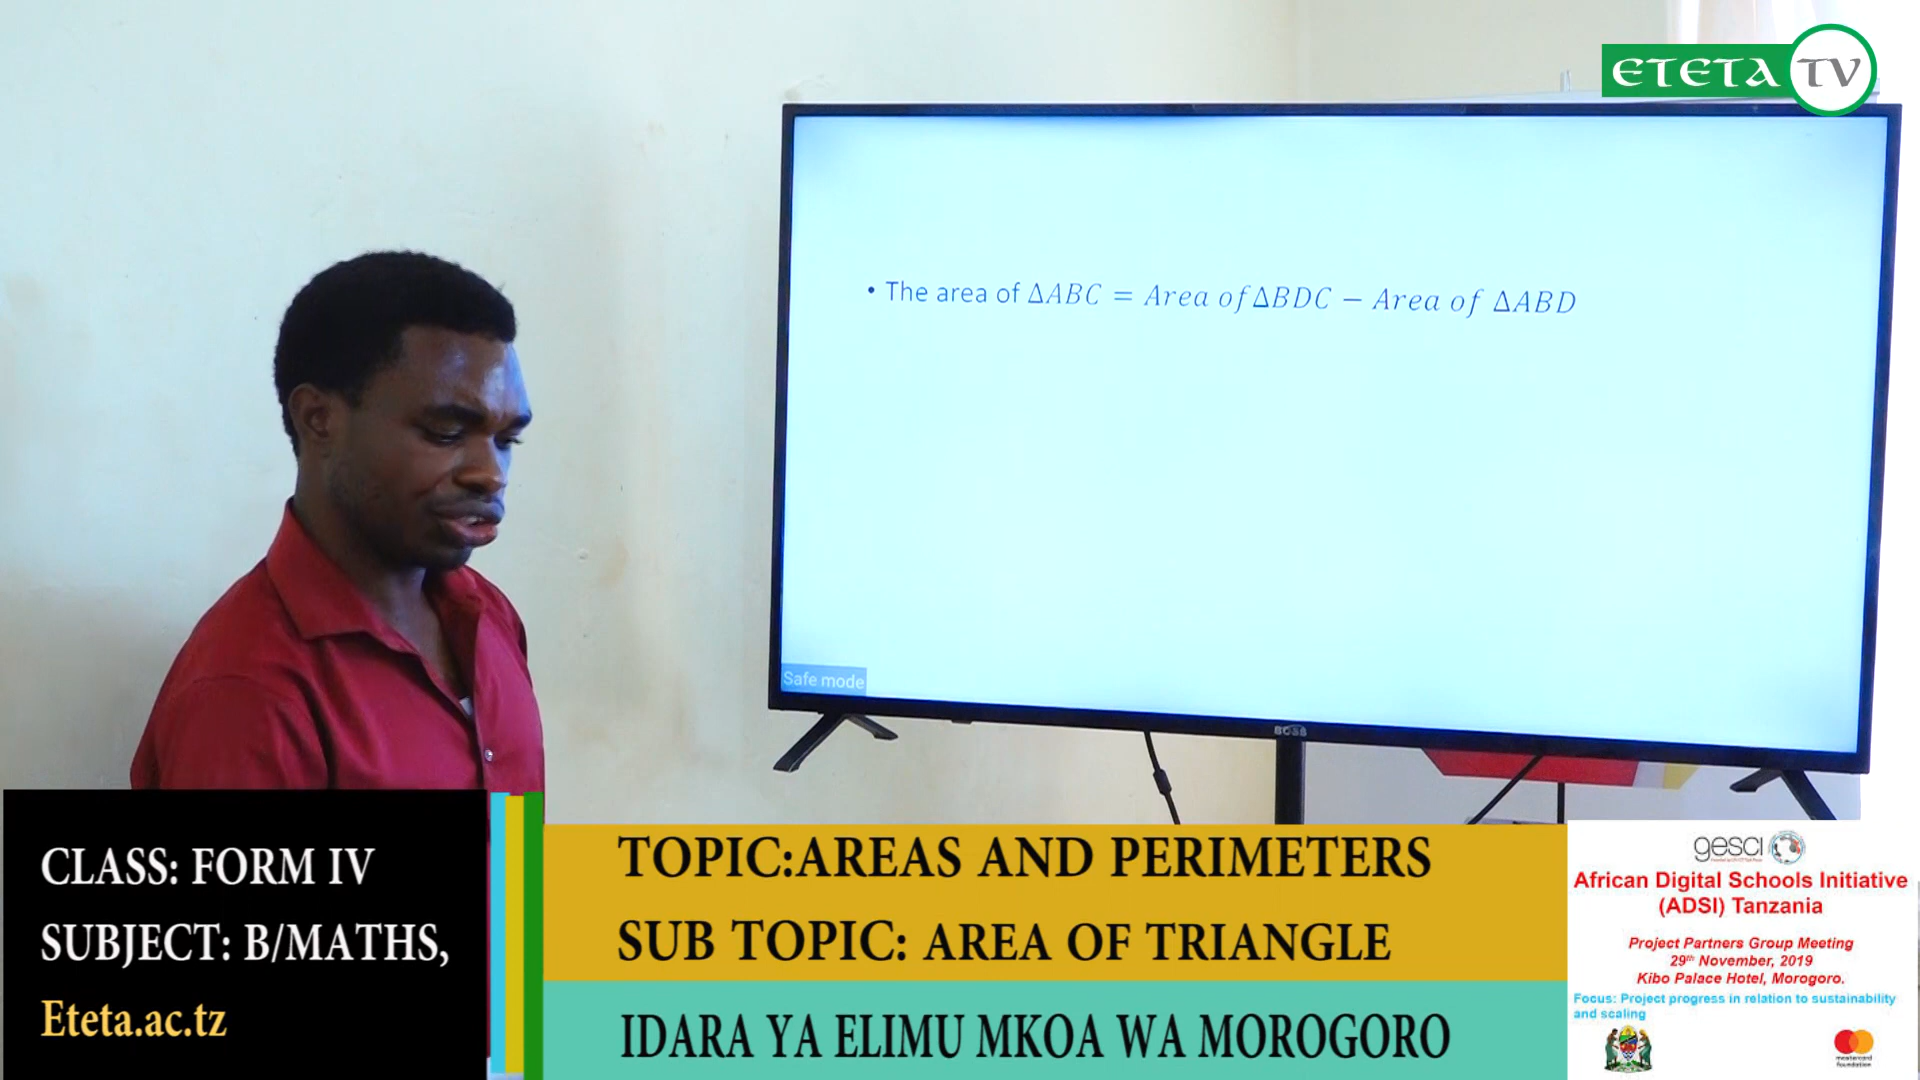 ETETA TV
• The area of ΔABC = Area of ΔBDC − Area of ΔABD
Safe mode
BOSS
CLASS: FORM IV
SUBJECT: B/MATHS,
Eteta.ac.tz
TOPIC:AREAS AND PERIMETERS
SUB TOPIC: AREA OF TRIANGLE
IDARA YA ELIMU MKOA WA MOROGORO
gesci
African Digital Schools Initiative
(ADSI) Tanzania
Project Partners Group Meeting
29th November, 2019
Kibo Palace Hotel, Morogoro.
Focus: Project progress in relation to sustainability
and scaling
mastercard
foundation